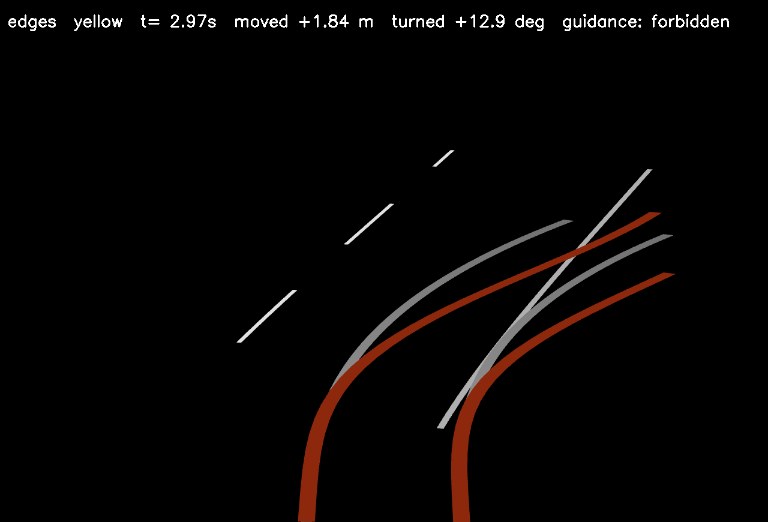 edges yellow t= 2.97s moved +1.84 m turned +12.9 deg guidance: forbidden